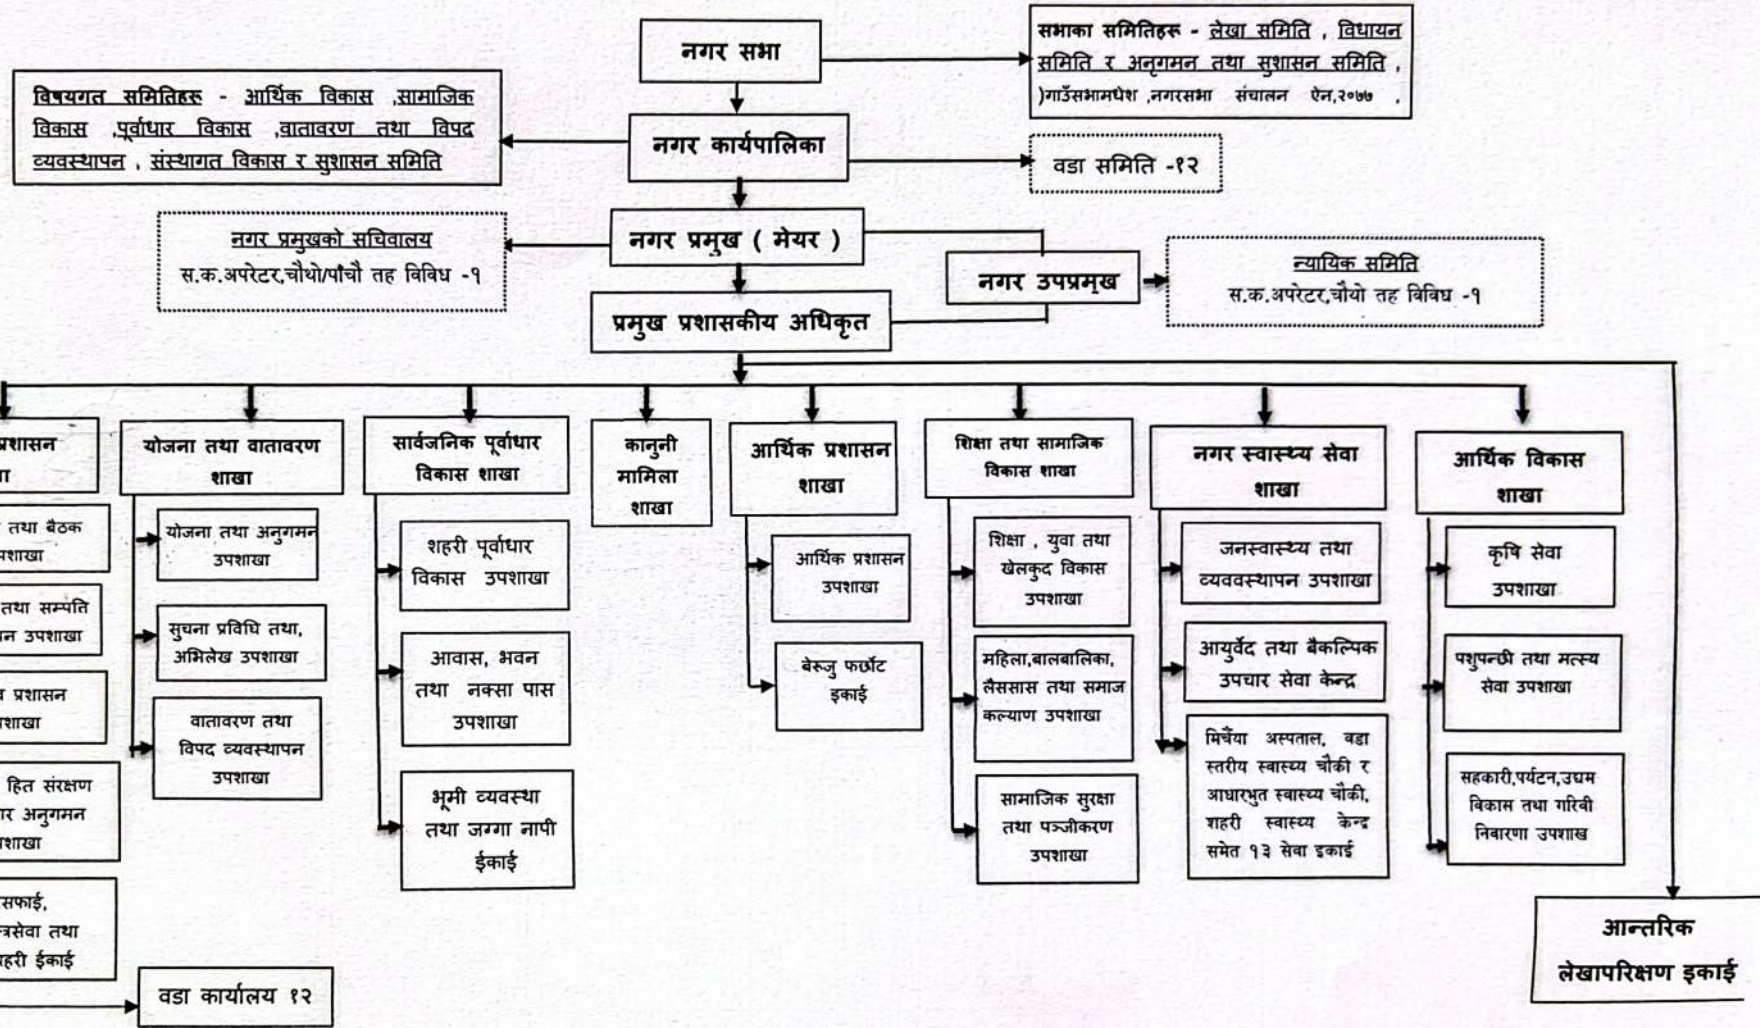 नगर सभा
सभाका समितिहरू - लेखा समिति , विधायन
समिति र अनुगमन तथा सुशासन समिति ,
)गाउँसभामधेश ,नगरसभा संचालन ऐन,२०७७ ,
विषयगत समितिहरू - आर्थिक विकास ,सामाजिक
विकास ,पूर्वाधार विकास ,वातावरण तथा विपद
व्यवस्थापन , संस्थागत विकास र सुशासन समिति
नगर कार्यपालिका
वडा समिति -१२
नगर प्रमुखको सचिवालय
स.क.अपरेटर,चौथो/पाँचौ तह विविध -१
नगर प्रमुख ( मेयर )
नगर उपप्रमुख
न्यायिक समिति
स.क.अपरेटर,चौथो तह विविध -१
प्रमुख प्रशासकीय अधिकृत
प्रशासन
योजना तथा वातावरण
शाखा
सार्वजनिक पूर्वाधार
विकास शाखा
कानुनी
मामिला
शाखा
आर्थिक प्रशासन
शाखा
शिक्षा तथा सामाजिक
विकास शाखा
नगर स्वास्थ्य सेवा
शाखा
आर्थिक विकास
शाखा
तथा बैठक
तथा सम्पति
उपशाखा
प्रशासन
हित संरक्षण
अनुगमन
सफाई,
तथा
ईकाई
वडा कार्यालय १२
योजना तथा अनुगमन
उपशाखा
सुचना प्रविधि तथा,
अभिलेख उपशाखा
वातावरण तथा
विपद व्यवस्थापन
उपशाखा
शहरी पूर्वाधार
विकास उपशाखा
आवास, भवन
तथा नक्सा पास
उपशाखा
भूमी व्यवस्था
तथा जग्गा नापी
ईकाई
आर्थिक प्रशासन
उपशाखा
बेरूजु फर्छोट
इकाई
शिक्षा , युवा तथा
खेलकुद विकास
उपशाखा
महिला,बालबालिका,
लैससास तथा समाज
कल्याण उपशाखा
सामाजिक सुरक्षा
तथा पञ्जीकरण
उपशाखा
जनस्वास्थ्य तथा
व्यववस्थापन उपशाखा
आयुर्वेद तथा बैकल्पिक
उपचार सेवा केन्द्र
मिर्चैया अस्पताल, वडा
स्तरीय स्वास्थ्य चौकी र
आधारभुत स्वास्थ्य चौकी,
शहरी स्वास्थ्य केन्द्र
समेत १३ सेवा इकाई
कृषि सेवा
उपशाखा
पशुपन्छी तथा मत्स्य
सेवा उपशाखा
सहकारी,पर्यटन,उद्यम
विकास तथा गरिवी
निवारणा उपशाख
आन्तरिक
लेखापरिक्षण इकाई